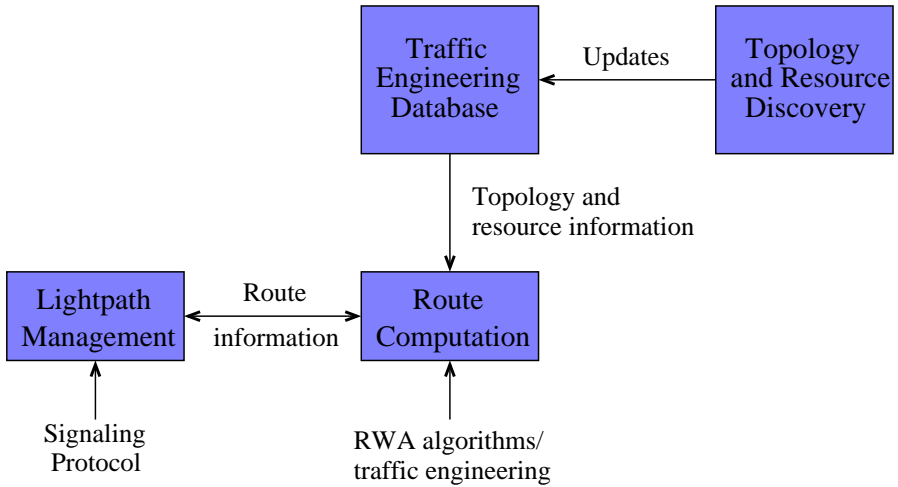 Traffic
Engineering
Database
Updates
Topology
and Resource
Discovery
Topology and
resource information
Lightpath
Management
Route
information
Route
Computation
Signaling
Protocol
RWA algorithms/
traffic engineering